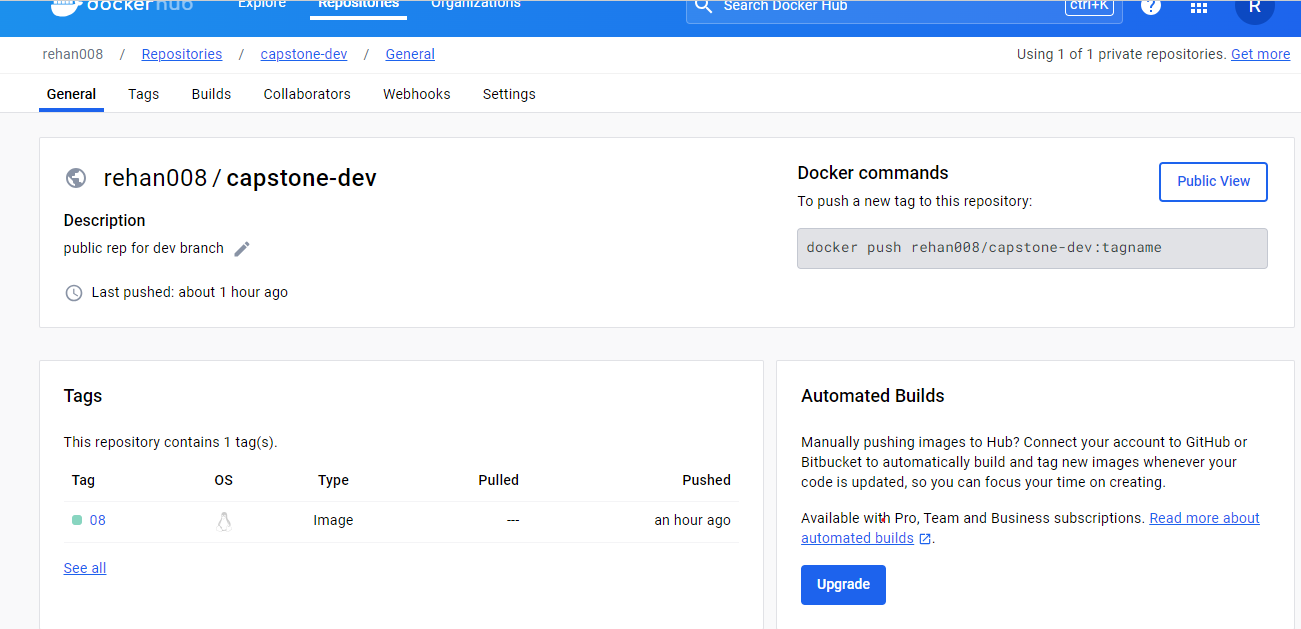 dockerhub Explore Repositories Organizations Search Docker Hub ctrl+K ? R
rehan008 / Repositories / capstone-dev / General Using 1 of 1 private repositories. Get more
General Tags Builds Collaborators Webhooks Settings
rehan008 / capstone-dev
Description
public rep for dev branch
Last pushed: about 1 hour ago
Docker commands
Public View
To push a new tag to this repository:
docker push rehan008/capstone-dev:tagname
Tags
This repository contains 1 tag(s).
Tag OS Type Pulled Pushed
08 Image --- an hour ago
See all
Automated Builds
Manually pushing images to Hub? Connect your account to GitHub or
Bitbucket to automatically build and tag new images whenever your
code is updated, so you can focus your time on creating.
Available with Pro, Team and Business subscriptions. Read more about
automated builds .
Upgrade